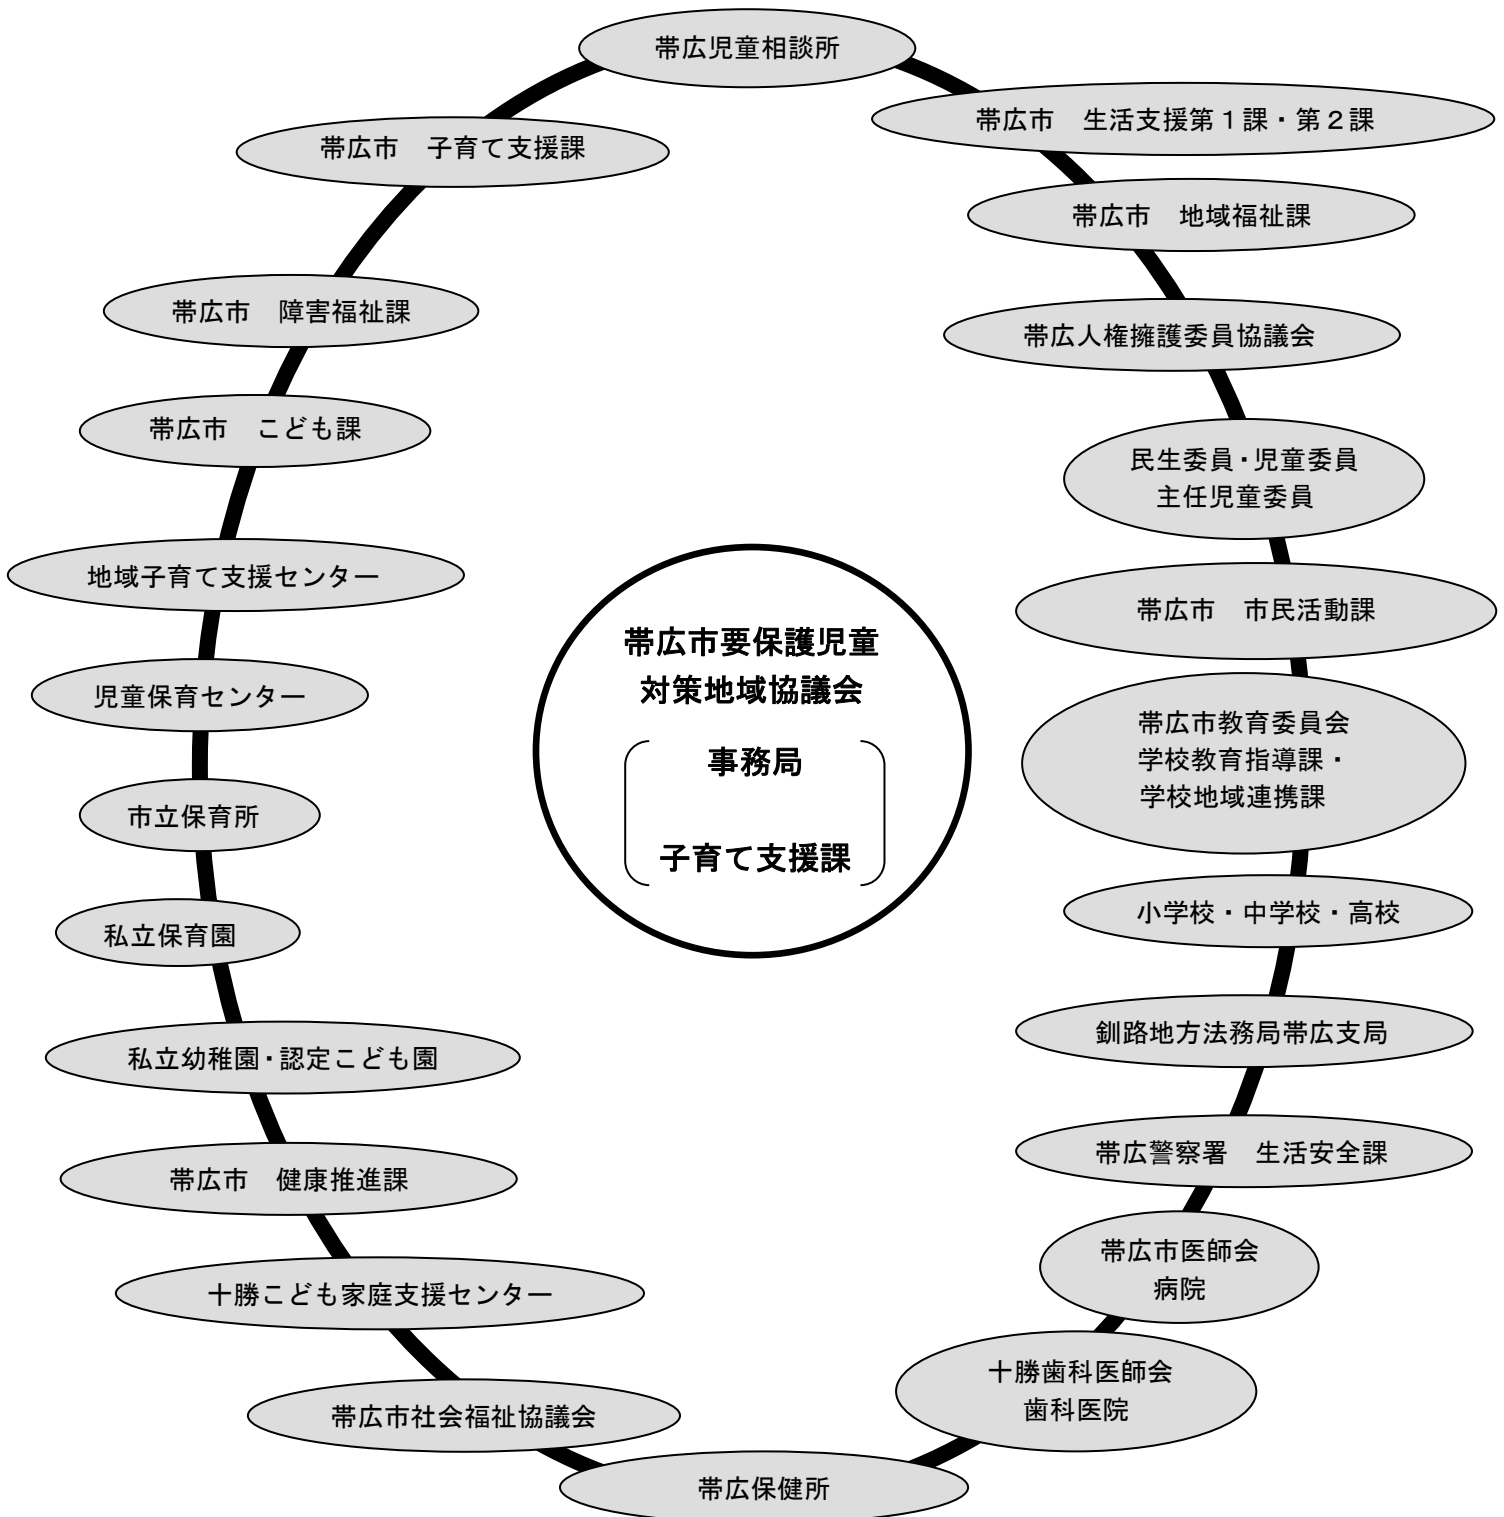 帯広児童相談所
帯広市　生活支援第１課・第２課
帯広市　子育て支援課
帯広市　地域福祉課
帯広市　障害福祉課
帯広人権擁護委員協議会
帯広市　こども課
民生委員・児童委員
主任児童委員
地域子育て支援センター
帯広市　市民活動課
帯広市要保護児童
対策地域協議会
事務局
子育て支援課
児童保育センター
帯広市教育委員会
学校教育指導課・
学校地域連携課
市立保育所
小学校・中学校・高校
私立保育園
釧路地方法務局帯広支局
私立幼稚園・認定こども園
帯広警察署　生活安全課
帯広市　健康推進課
帯広市医師会
病院
十勝こども家庭支援センター
十勝歯科医師会
歯科医院
帯広市社会福祉協議会
帯広保健所